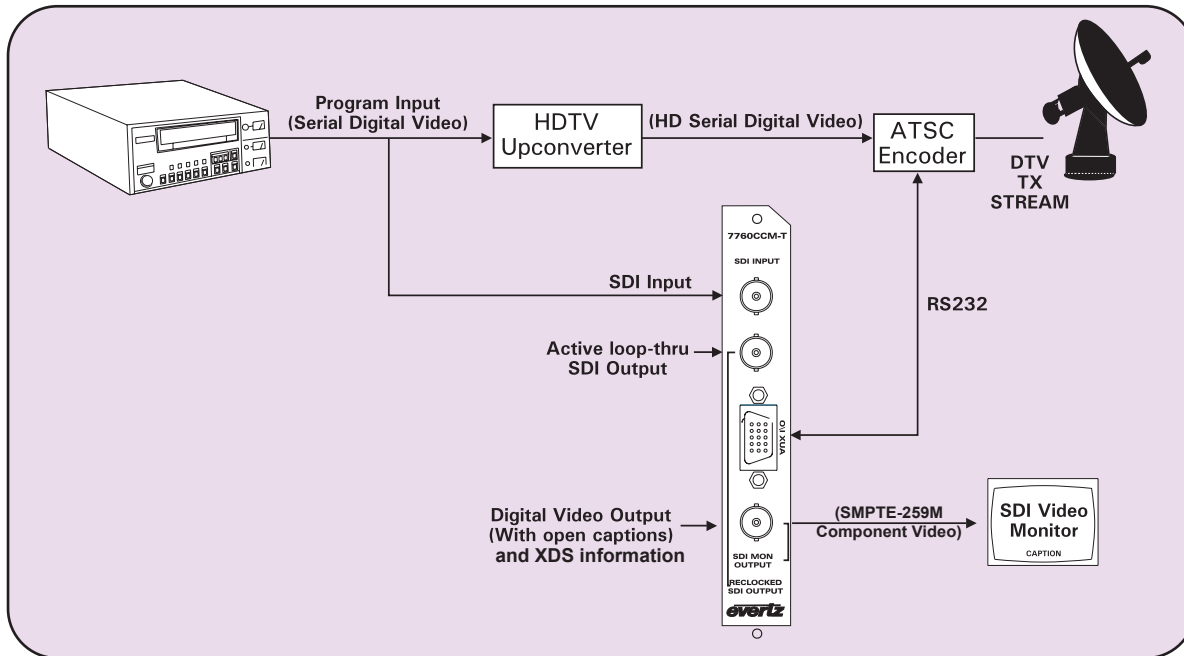 Program Input
(Serial Digital Video)
HDTV
Upconverter
(HD Serial Digital Video)
ATSC
Encoder
DTV
TX
STREAM
7760CCM-T
SDI INPUT
SDI Input
RS232
Active loop-thru
SDI Output
AUX I/O
Digital Video Output
(With open captions)
and XDS information
(SMPTE-259M
Component Video)
SDI Video
Monitor
CAPTION
SDI MON
OUTPUT
RECLOCKED
SDI OUTPUT
evertz